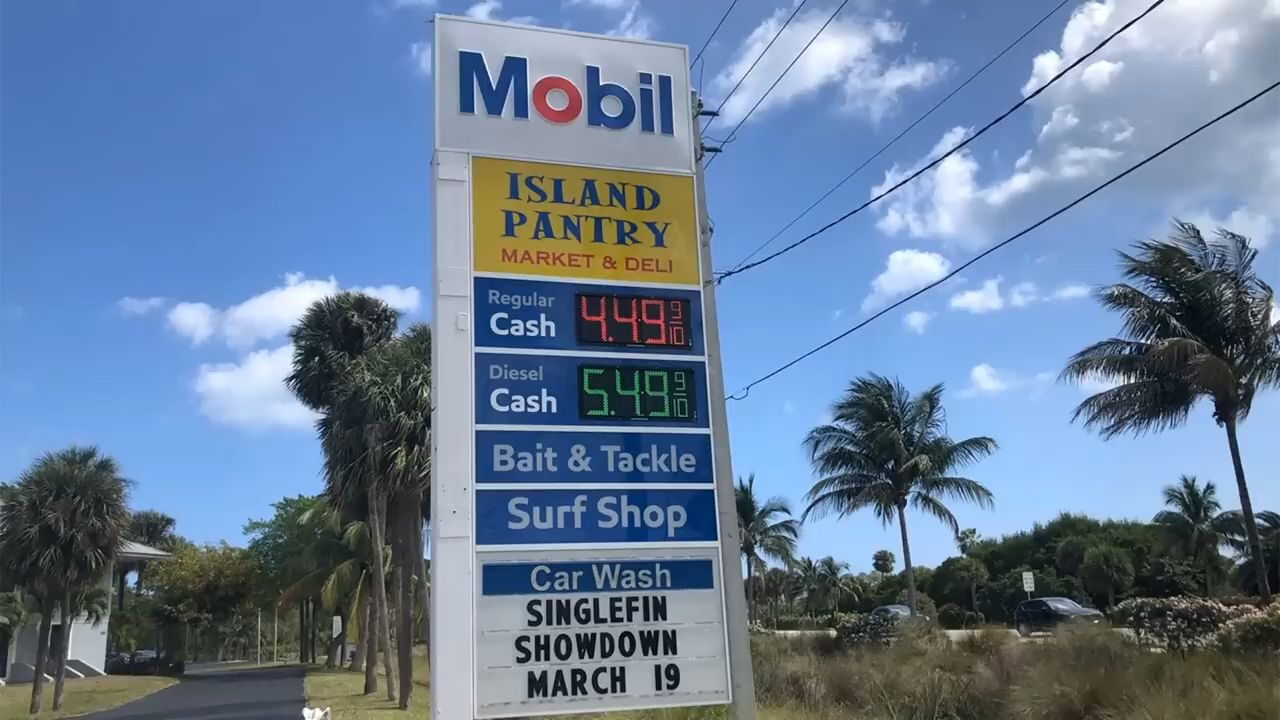 Mobil
ISLAND
PANTRY
MARKET & DELI
Regular
Cash
4.49 9/10
Diesel
Cash
5.49 9/10
Bait & Tackle
Surf Shop
Car Wash
SINGLEFIN
SHOWDOWN
MARCH 19